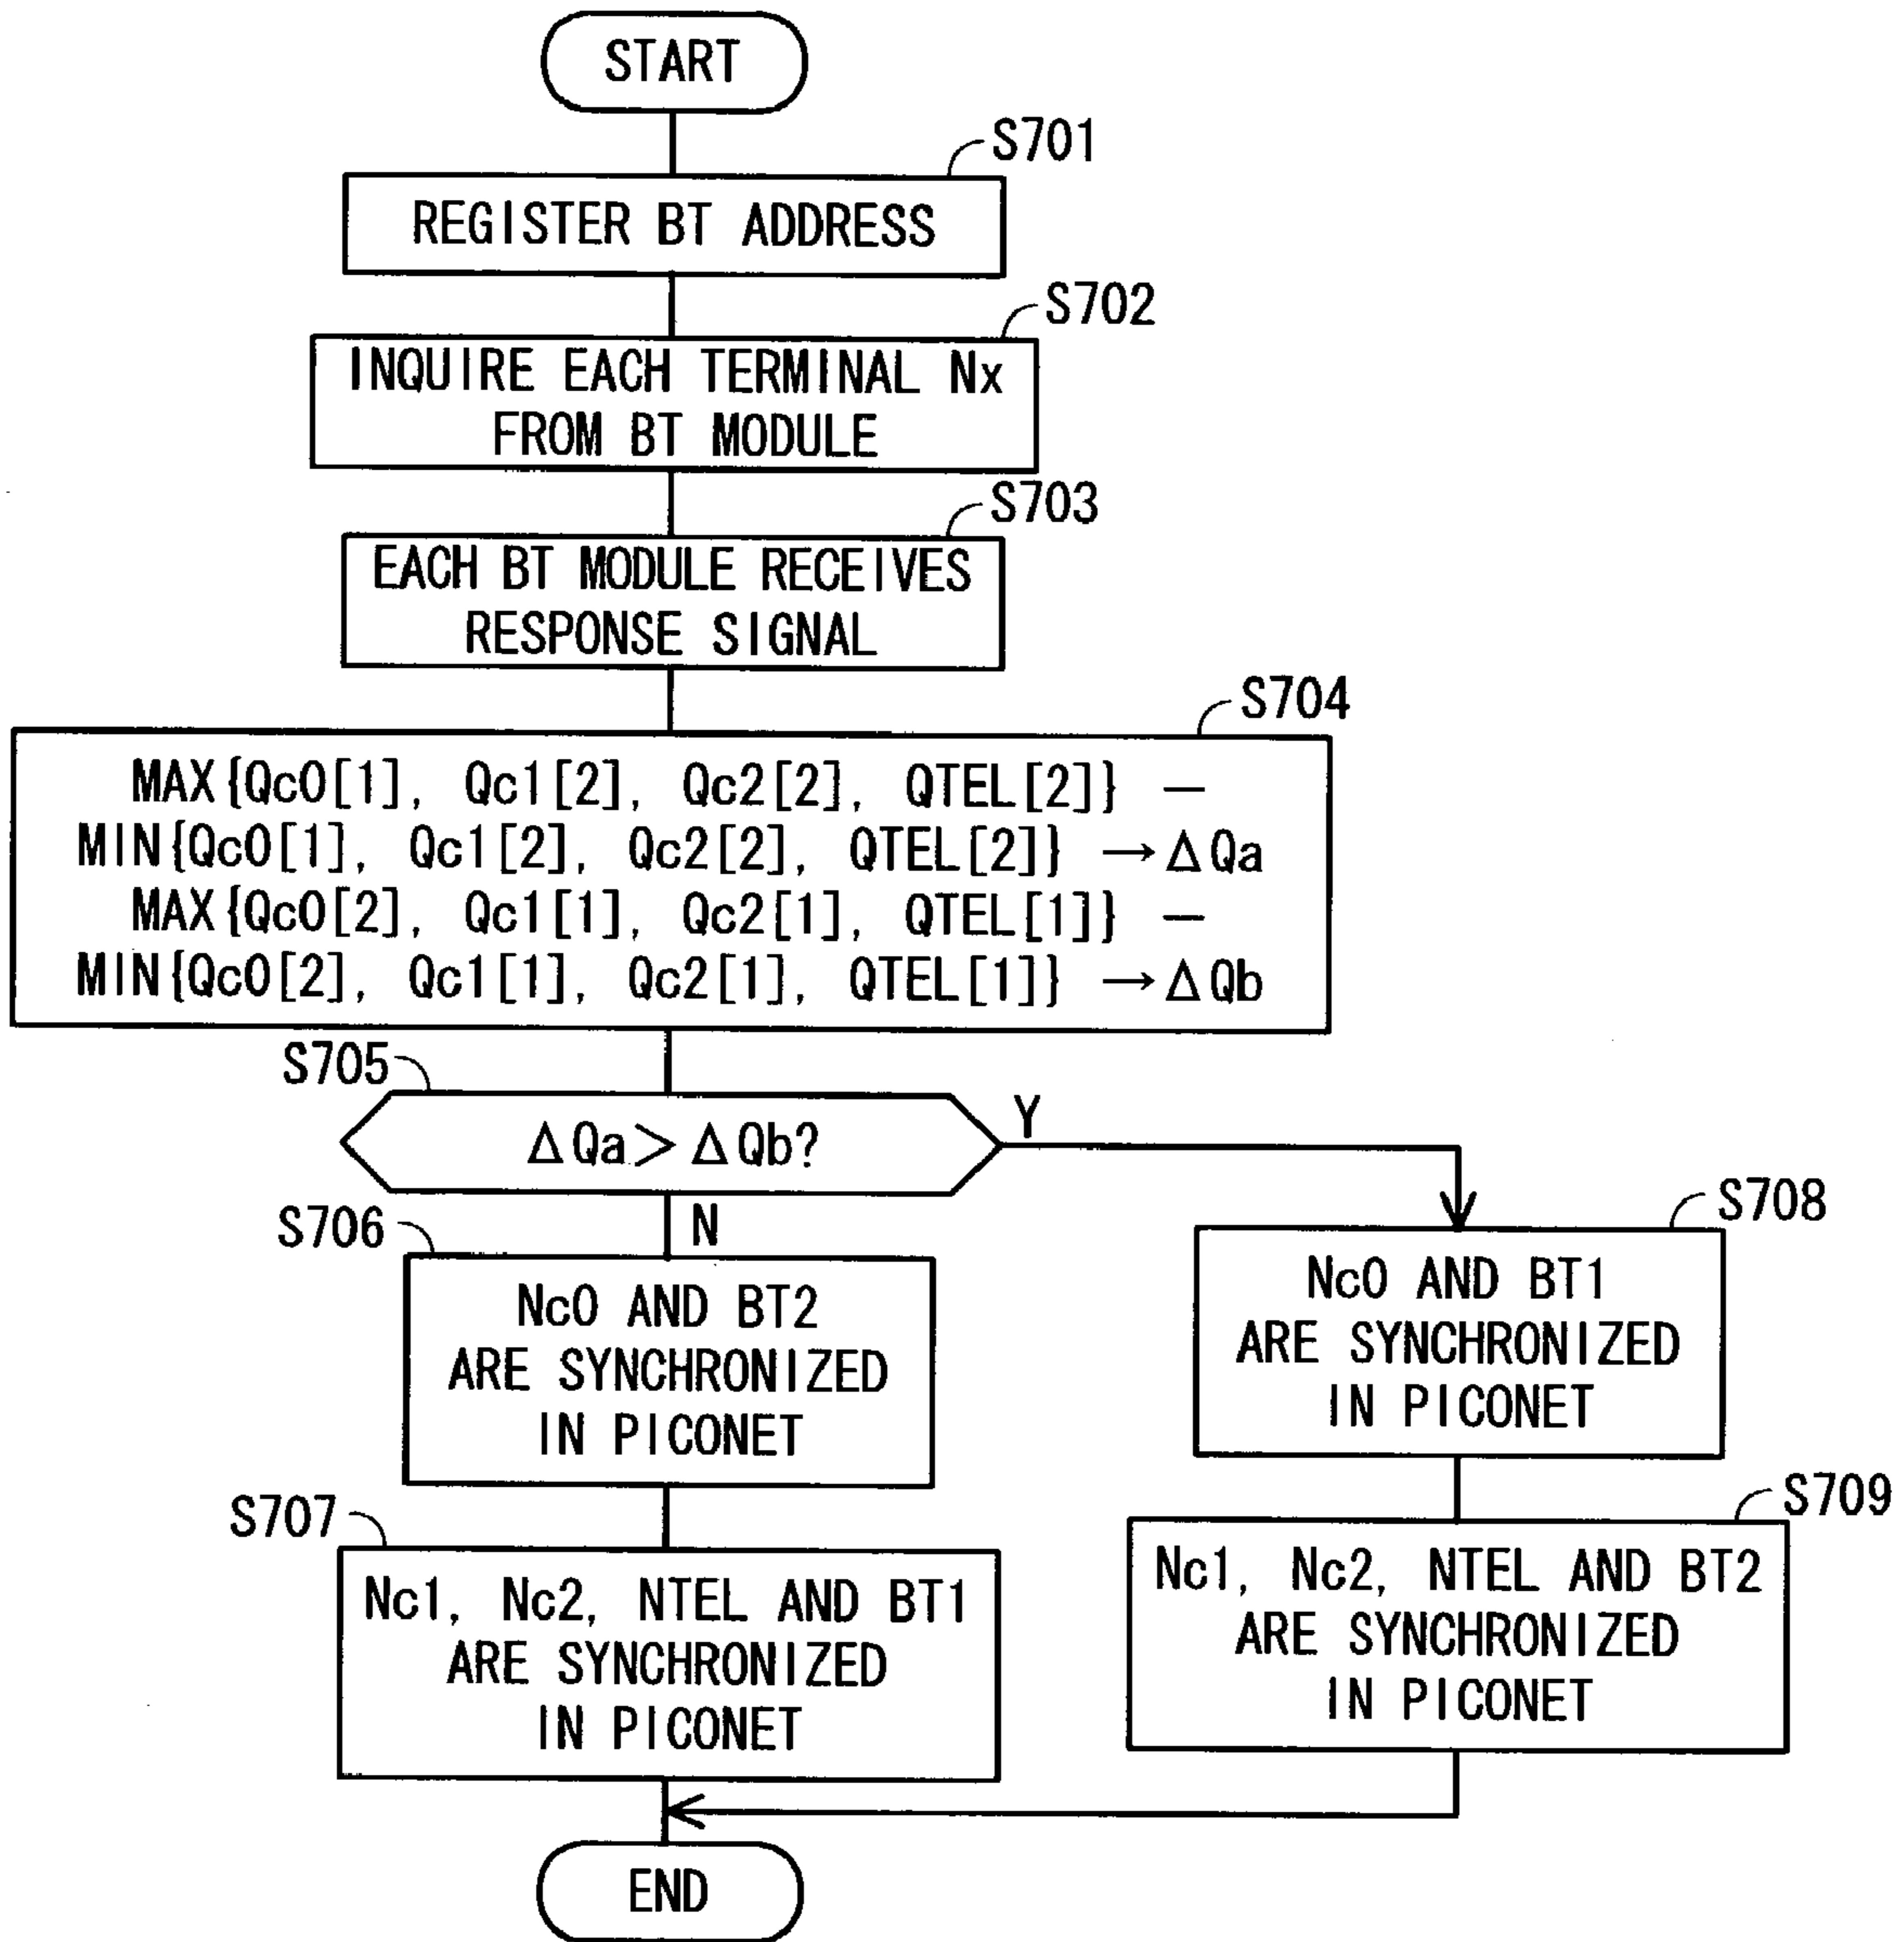 START
S701
REGISTER BT ADDRESS
S702
INQUIRE EACH TERMINAL Nx
FROM BT MODULE
S703
EACH BT MODULE RECEIVES
RESPONSE SIGNAL
S704
MAX{Qc0[1], Qc1[2], Qc2[2], QTEL[2]} —
MIN{Qc0[1], Qc1[2], Qc2[2], QTEL[2]} → ΔQa
MAX{Qc0[2], Qc1[1], Qc2[1], QTEL[1]} —
MIN{Qc0[2], Qc1[1], Qc2[1], QTEL[1]} → ΔQb
S705
ΔQa > ΔQb?
Y
N
S706
Nc0 AND BT2
ARE SYNCHRONIZED
IN PICONET
S707
Nc1, Nc2, NTEL AND BT1
ARE SYNCHRONIZED
IN PICONET
S708
Nc0 AND BT1
ARE SYNCHRONIZED
IN PICONET
S709
Nc1, Nc2, NTEL AND BT2
ARE SYNCHRONIZED
IN PICONET
END